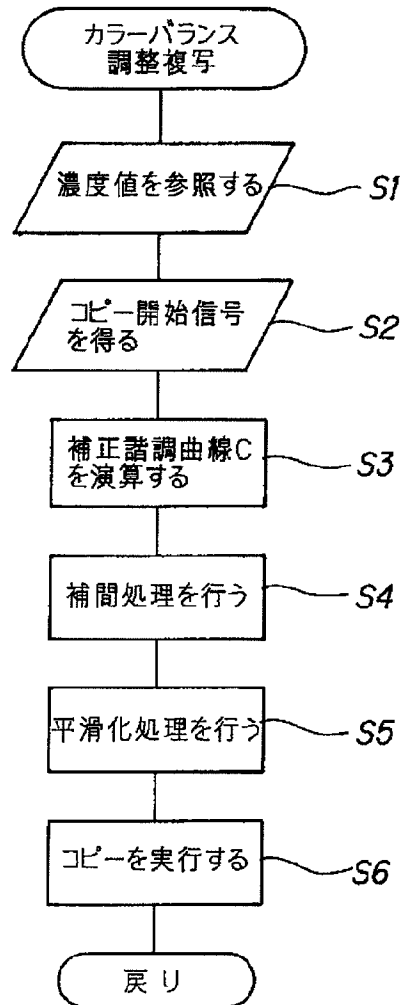 カラーバランス
調整複写
濃度値を参照する
S1
コピー開始信号
を得る
S2
補正諧調曲線C
を演算する
S3
補間処理を行う
S4
平滑化処理を行う
S5
コピーを実行する
S6
戻り